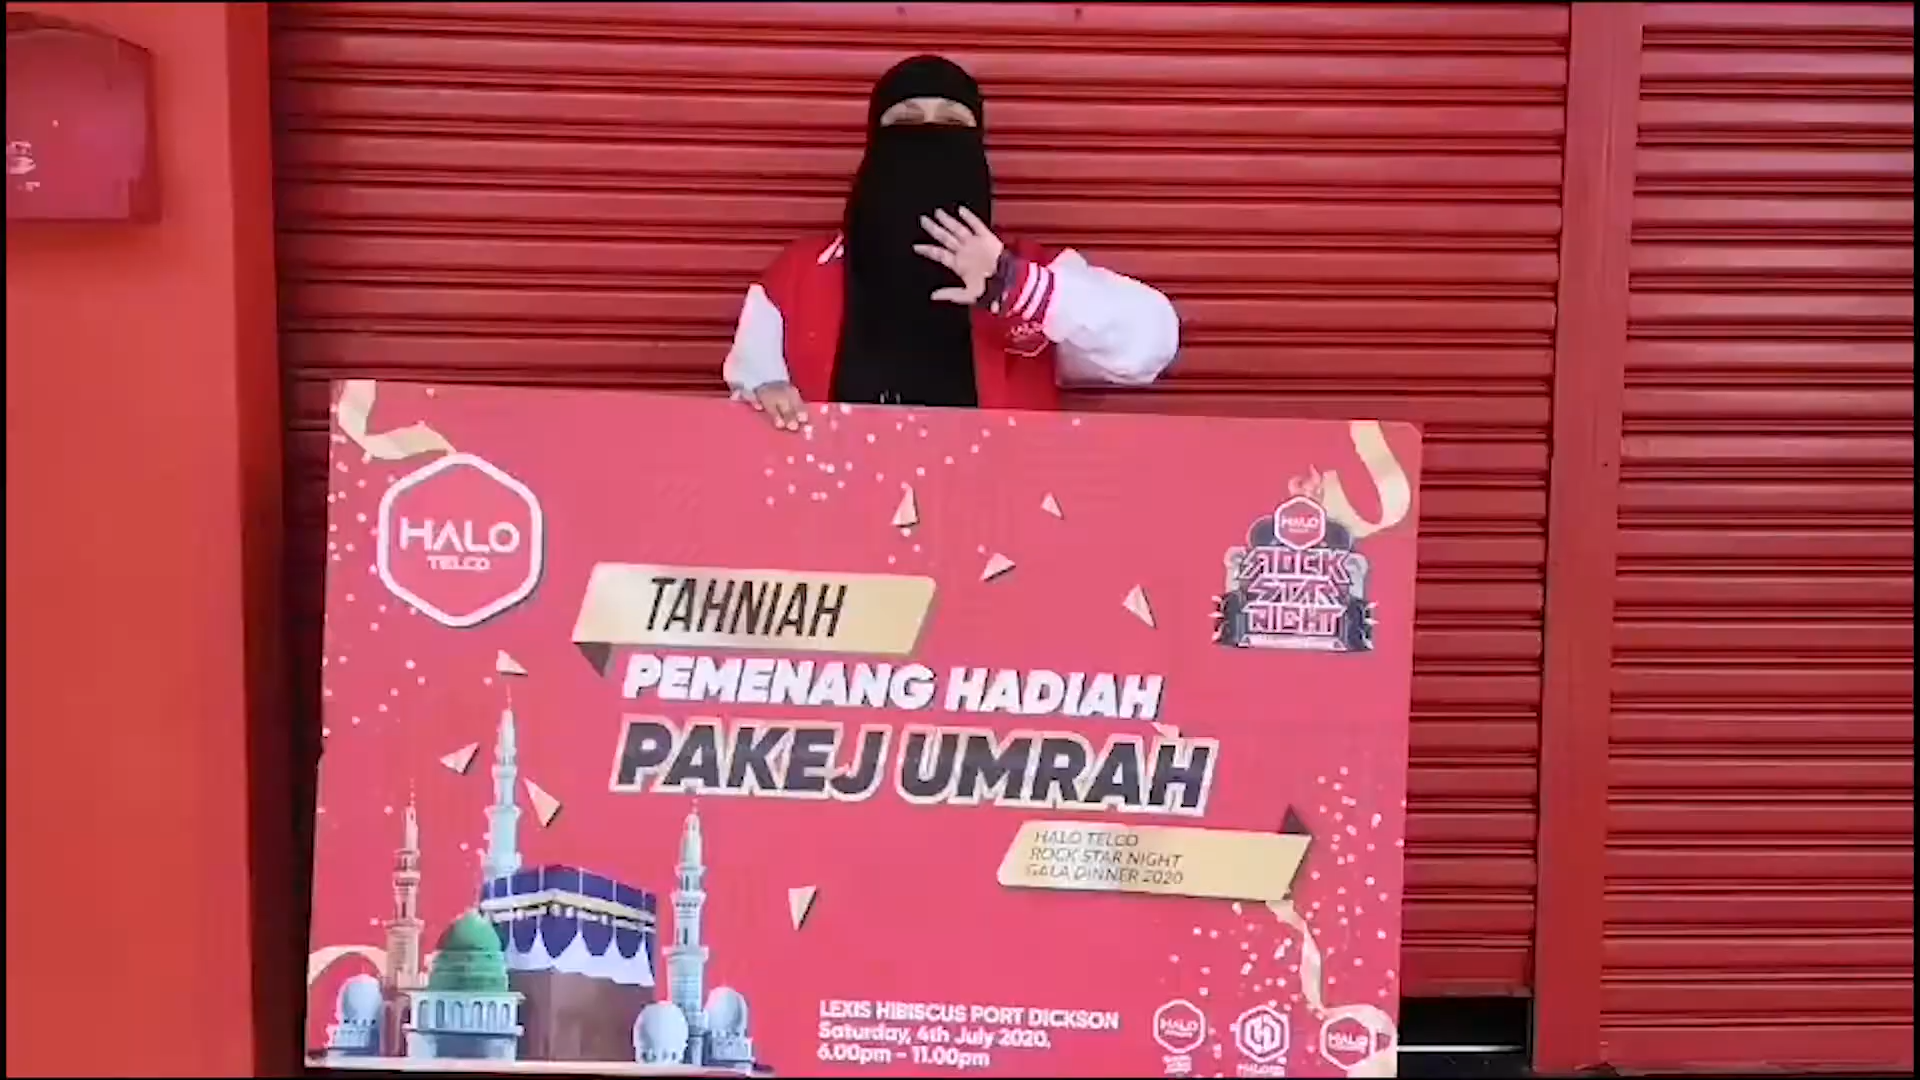 HALO
TELCO
HALO
ROCK
STAR
NIGHT
TAHNIAH
PEMENANG HADIAH
PAKEJ UMRAH
HALO TELCO
ROCK STAR NIGHT
GALA DINNER 2020
LEXIS HIBISCUS PORT DICKSON
Saturday, 4th July 2020,
6.00pm - 11.00pm
HALO
HALO